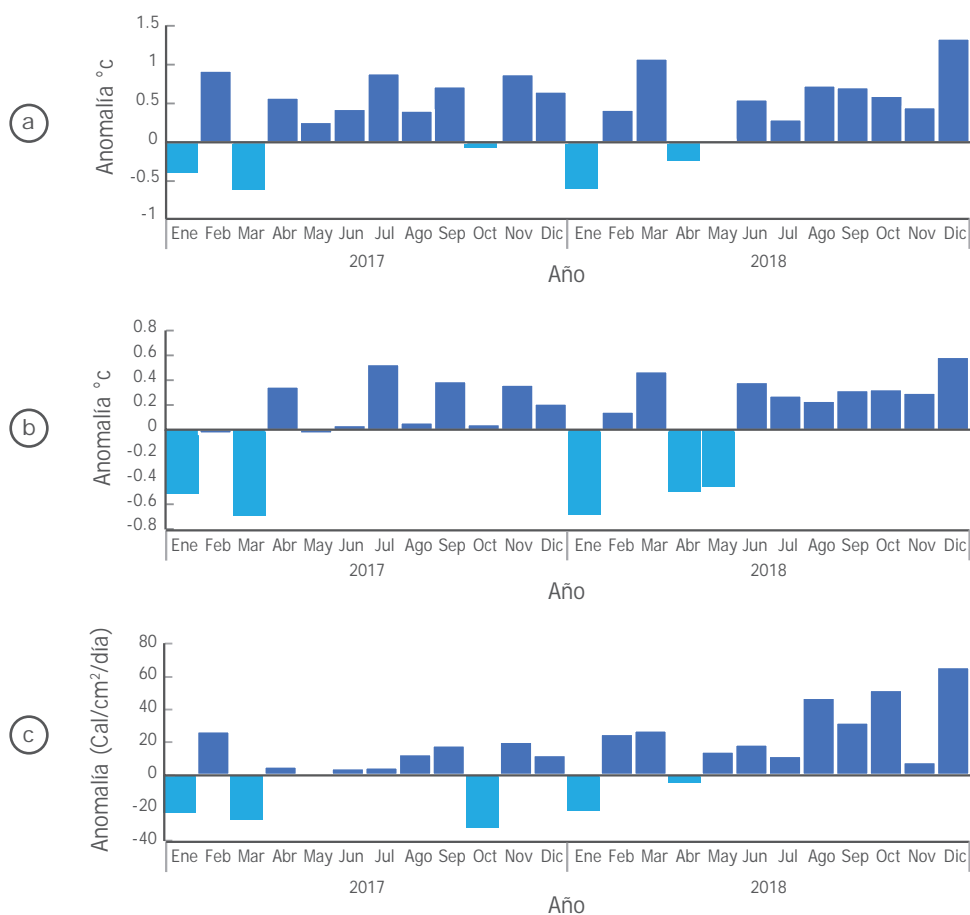 a
Anomalía °c
1.5
1
0.5
0
-0.5
-1
Ene Feb Mar Abr May Jun Jul Ago Sep Oct Nov Dic Ene Feb Mar Abr May Jun Jul Ago Sep Oct Nov Dic
2017 2018
Año
b
Anomalía °c
0.8
0.6
0.4
0.2
0
-0.2
-0.4
-0.6
-0.8
Ene Feb Mar Abr May Jun Jul Ago Sep Oct Nov Dic Ene Feb Mar Abr May Jun Jul Ago Sep Oct Nov Dic
2017 2018
Año
c
Anomalía (Cal/cm²/día)
80
60
40
20
0
-20
-40
Ene Feb Mar Abr May Jun Jul Ago Sep Oct Nov Dic Ene Feb Mar Abr May Jun Jul Ago Sep Oct Nov Dic
2017 2018
Año